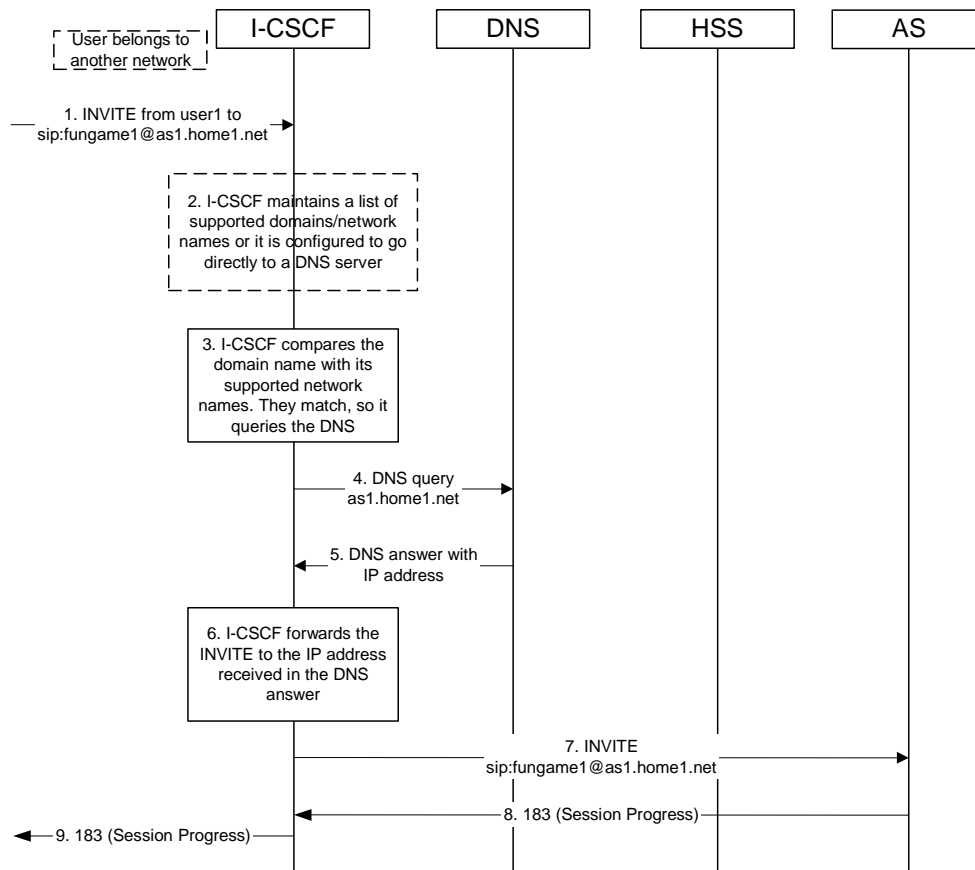 I-CSCF
DNS
HSS
AS
User belongs to
another network
1. INVITE from user1 to
sip:fungame1@as1.home1.net
2. I-CSCF maintains a list of
supported domains/network
names or it is configured to go
directly to a DNS server
3. I-CSCF compares the
domain name with its
supported network
names. They match, so it
queries the DNS
4. DNS query
as1.home1.net
5. DNS answer with
IP address
6. I-CSCF forwards the
INVITE to the IP address
received in the DNS
answer
7. INVITE
sip:fungame1@as1.home1.net
8. 183 (Session Progress)
9. 183 (Session Progress)